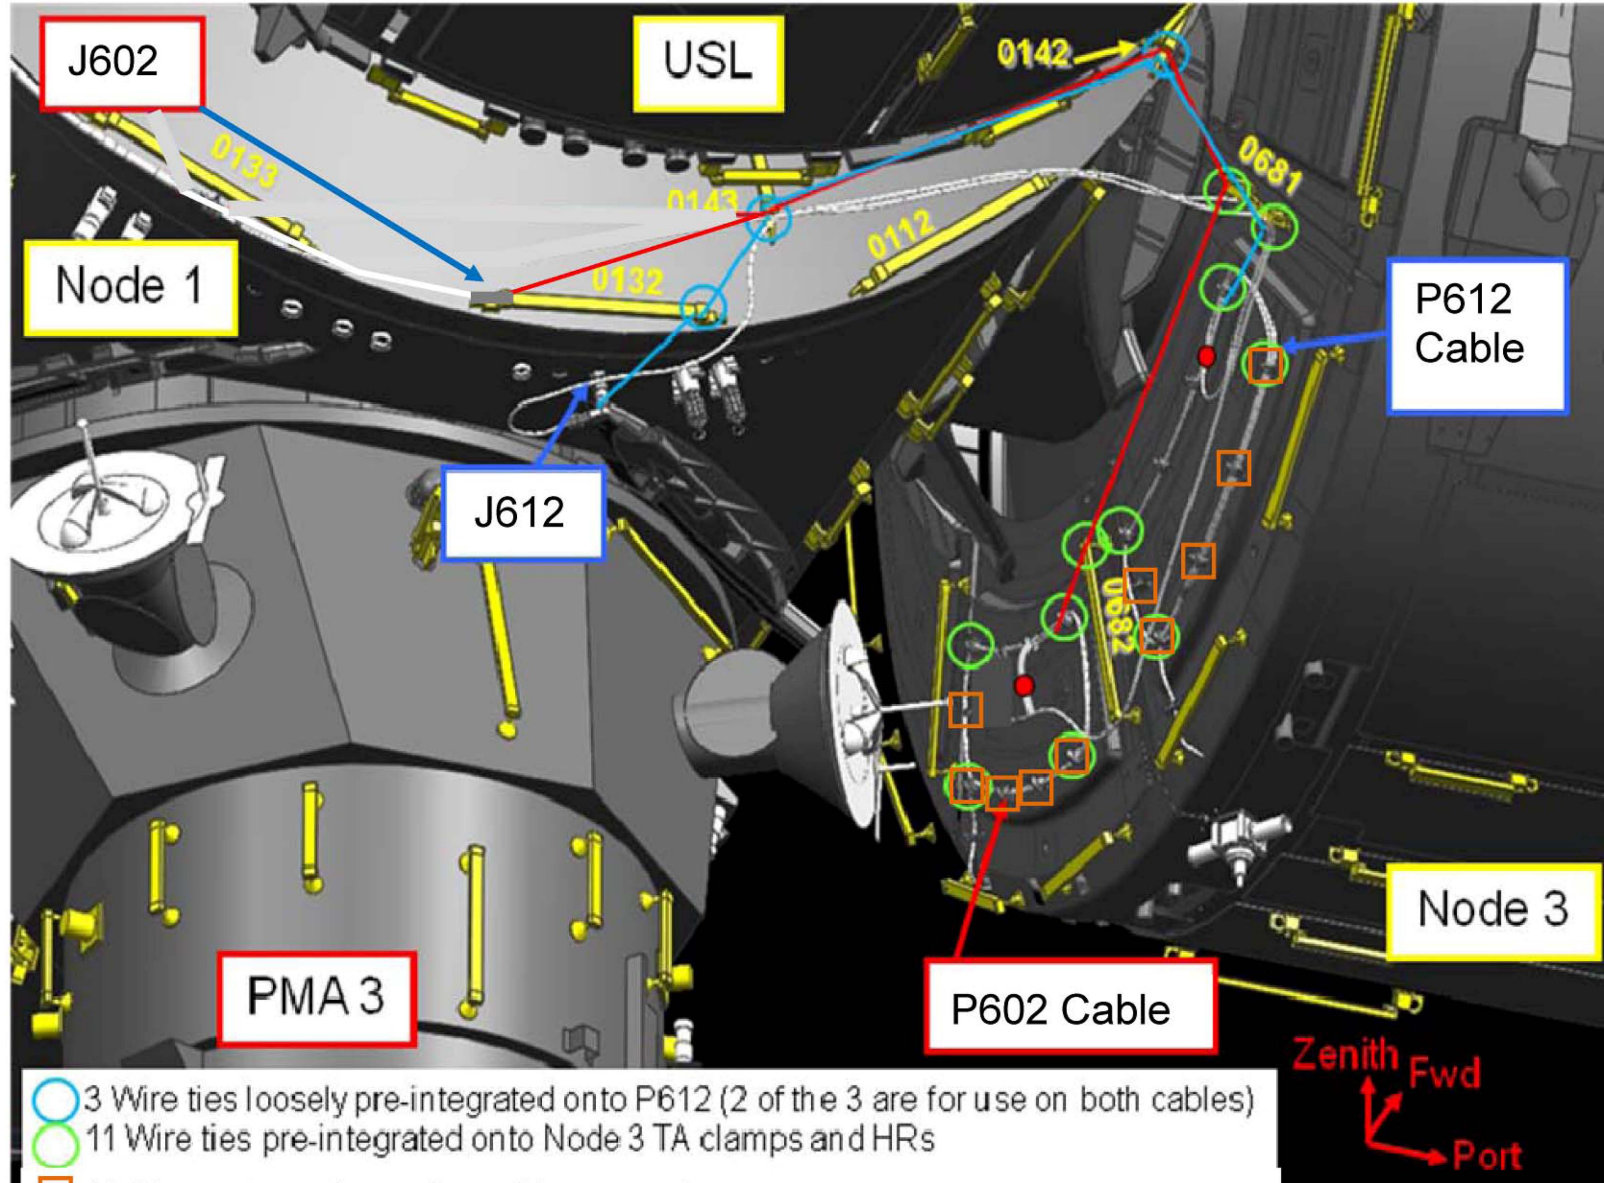 J602
USL
0142
0133
0681
0143
0112
Node 1
0132
P612
Cable
J612
0682
Node 3
PMA 3
P602 Cable
Zenith
Fwd
Port
3 Wire ties loosely pre-integrated onto P612 (2 of the 3 are for use on both cables)
11 Wire ties pre-integrated onto Node 3 TA clamps and HRs